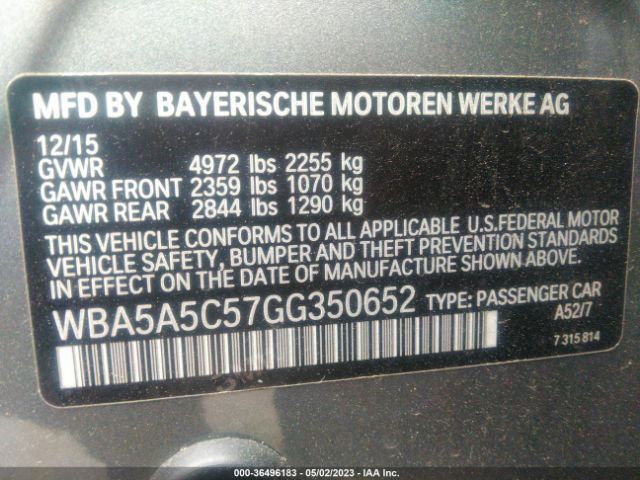 MFD BY BAYERISCHE MOTOREN WERKE AG
12/15
GVWR 4972 lbs 2255 kg
GAWR FRONT 2359 lbs 1070 kg
GAWR REAR 2844 lbs 1290 kg
THIS VEHICLE CONFORMS TO ALL APPLICABLE U.S.FEDERAL MOTOR
VEHICLE SAFETY, BUMPER AND THEFT PREVENTION STANDARDS
IN EFFECT ON THE DATE OF MANUFACTURE SHOWN ABOVE.
WBA5A5C57GG350652 TYPE: PASSENGER CAR
A52/7
7 315 814
000-36496183 - 05/02/2023 - IAA Inc.